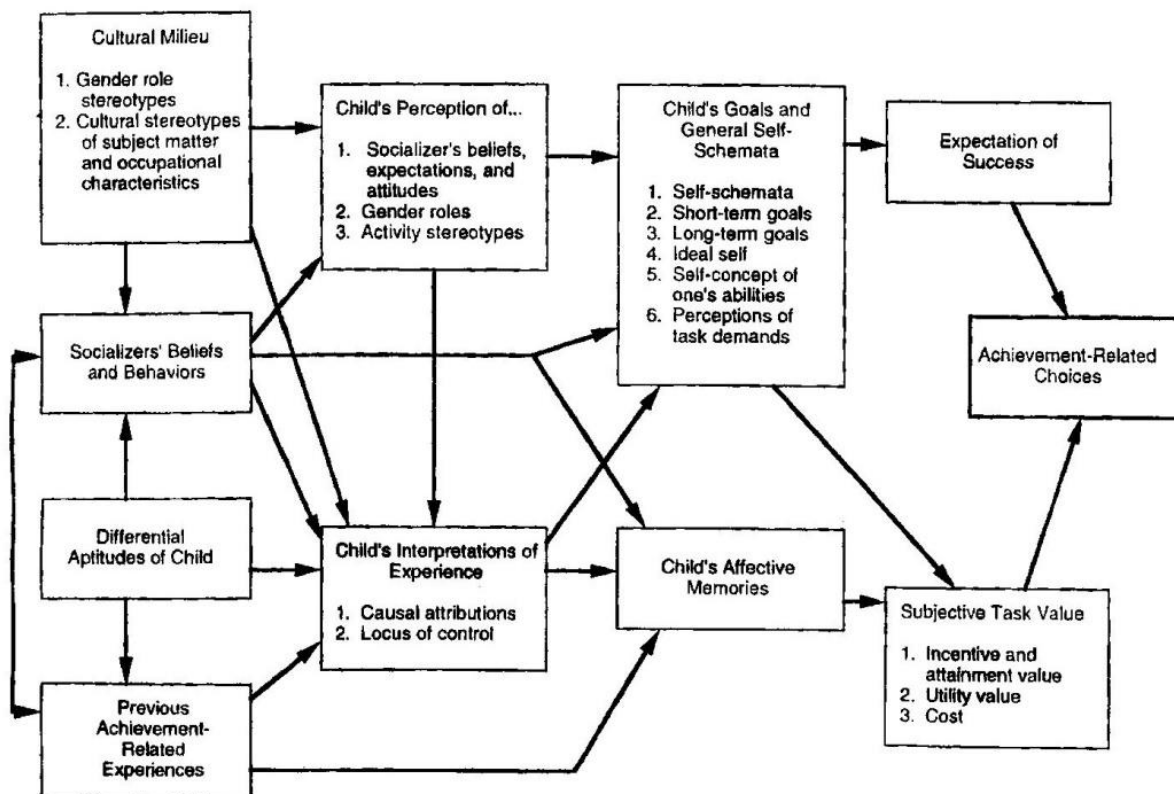 Cultural Milieu
1. Gender role
stereotypes
2. Cultural stereotypes
of subject matter
and occupational
characteristics
Child's Perception of...
1. Socializer's beliefs,
expectations, and
attitudes
2. Gender roles
3. Activity stereotypes
Child's Goals and
General Self-
Schemata
1. Self-schemata
2. Short-term goals
3. Long-term goals
4. Ideal self
5. Self-concept of
one's abilities
6. Perceptions of
task demands
Expectation of
Success
Socializers' Beliefs
and Behaviors
Achievement-Related
Choices
Differential
Aptitudes of Child
Child's Interpretations of
Experience
1. Causal attributions
2. Locus of control
Child's Affective
Memories
Subjective Task Value
1. Incentive and
attainment value
2. Utility value
3. Cost
Previous
Achievement-
Related
Experiences